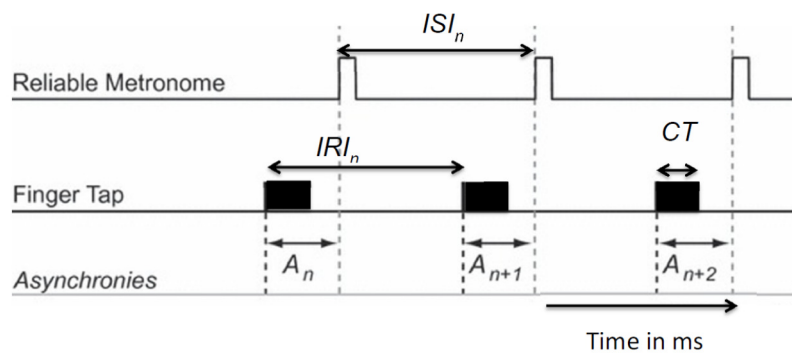 ISIₙ
Reliable Metronome
CT
IRIₙ
Finger Tap
Aₙ Aₙ₊₁ Aₙ₊₂
Asynchronies
Time in ms